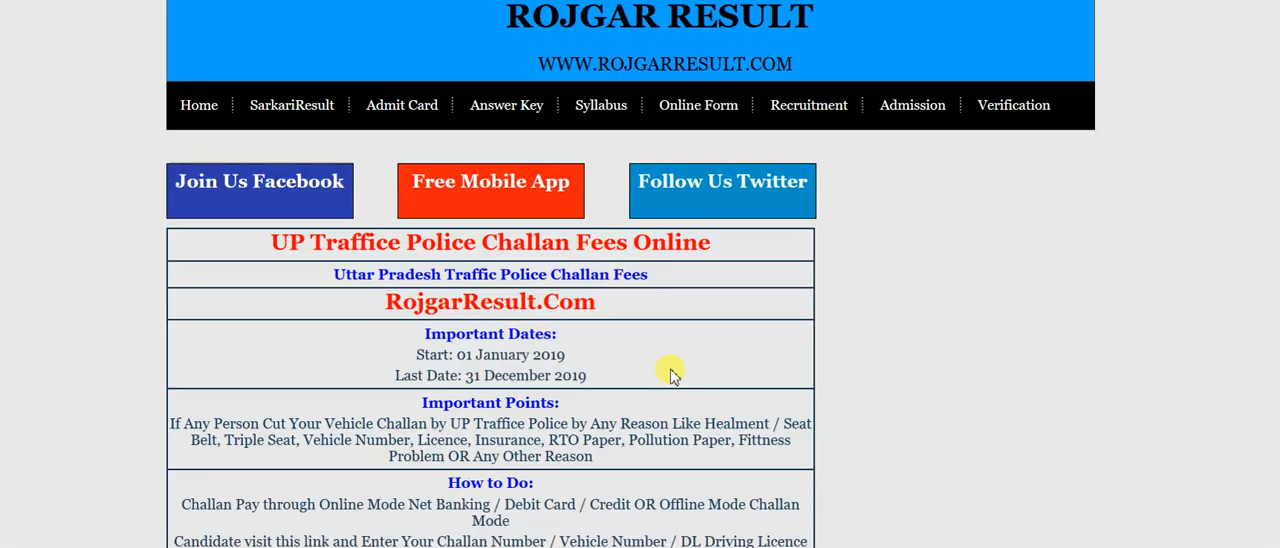 ROJGAR RESULT
WWW.ROJGARRESULT.COM
Home SarkariResult Admit Card Answer Key Syllabus Online Form Recruitment Admission Verification
Join Us Facebook Free Mobile App Follow Us Twitter
UP Traffice Police Challan Fees Online
Uttar Pradesh Traffic Police Challan Fees
RojgarResult.Com
Important Dates:
Start: 01 January 2019
Last Date: 31 December 2019
Important Points:
If Any Person Cut Your Vehicle Challan by UP Traffice Police by Any Reason Like Healment / Seat
Belt, Triple Seat, Vehicle Number, Licence, Insurance, RTO Paper, Pollution Paper, Fittness
Problem OR Any Other Reason
How to Do:
Challan Pay through Online Mode Net Banking / Debit Card / Credit OR Offline Mode Challan
Mode
Candidate visit this link and Enter Your Challan Number / Vehicle Number / DL Driving Licence